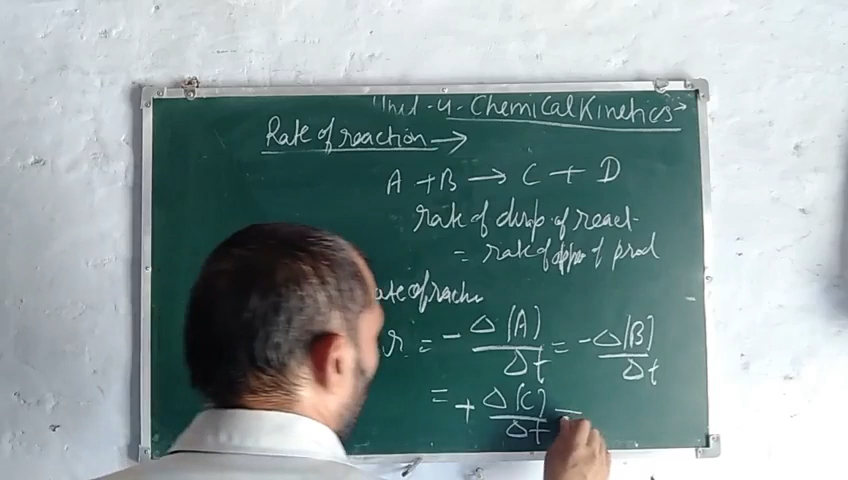 Unit-4-Chemical Kinetics→
Rate of reaction →
A + B → C + D
rate of disap. of react.
= rate of appr of prod
ate of reactn
r = - Δ[A]/Δt = - Δ[B]/Δt
= + Δ[C]/Δt =